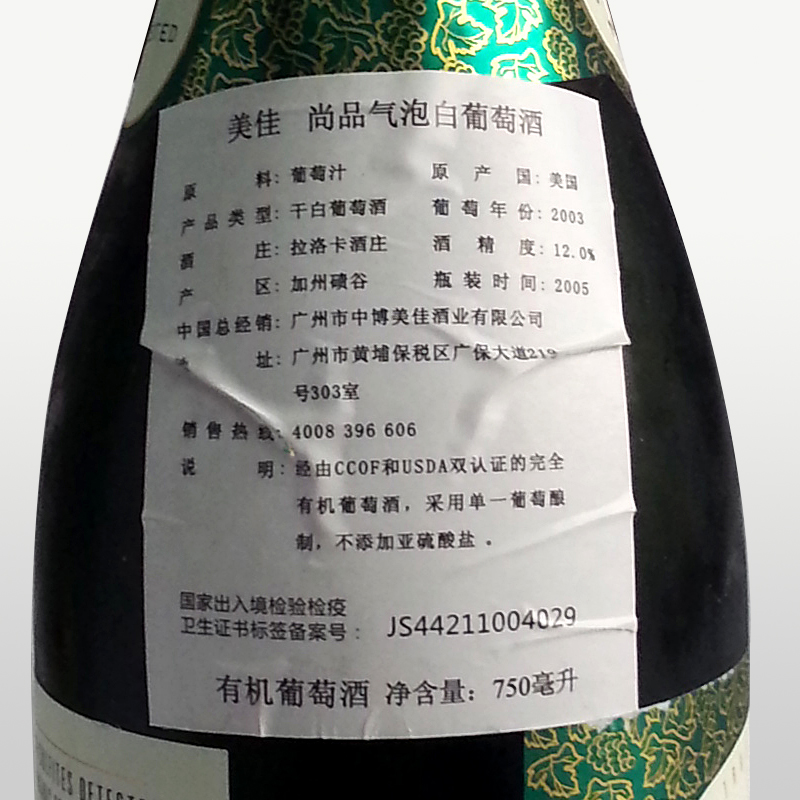 美佳 尚品气泡白葡萄酒
原料：葡萄汁 原产国：美国
产品类型：干白葡萄酒 葡萄年份：2003
酒庄：拉洛卡酒庄 酒精度：12.0%
产区：加州碛谷 瓶装时间：2005
中国总经销：广州市中博美佳酒业有限公司
址：广州市黄埔保税区广保大道219
号303室
销售热线：4008 396 606
说明：经由CCOF和USDA双认证的完全
有机葡萄酒，采用单一葡萄酿
制，不添加亚硫酸盐。
国家出入境检验检疫
卫生证书标签备案号：JS44211004029
有机葡萄酒 净含量：750毫升